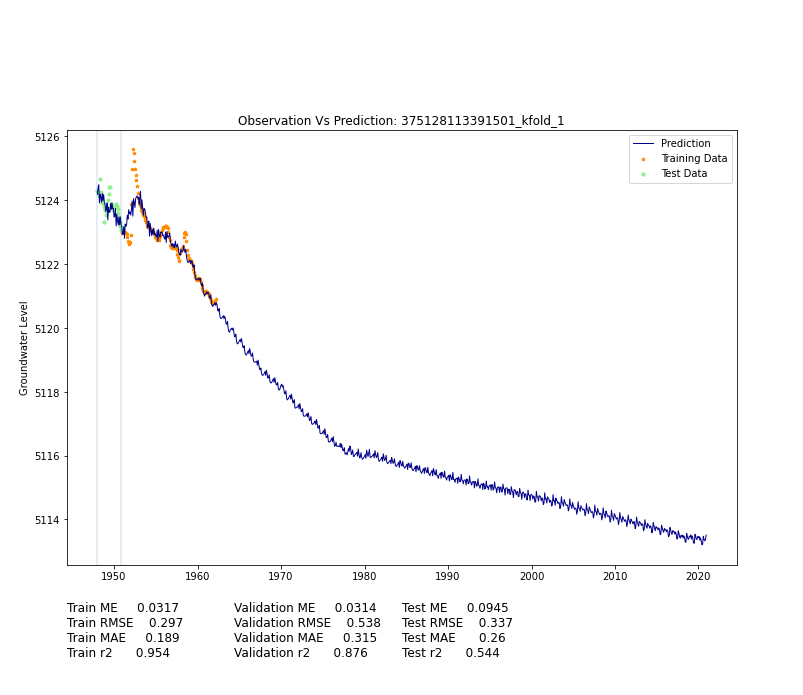 Observation Vs Prediction: 375128113391501_kfold_1
Prediction
Training Data
Test Data
Groundwater Level
5126
5124
5122
5120
5118
5116
5114
1950 1960 1970 1980 1990 2000 2010 2020
Train ME 0.0317 Validation ME 0.0314 Test ME 0.0945
Train RMSE 0.297 Validation RMSE 0.538 Test RMSE 0.337
Train MAE 0.189 Validation MAE 0.315 Test MAE 0.26
Train r2 0.954 Validation r2 0.876 Test r2 0.544